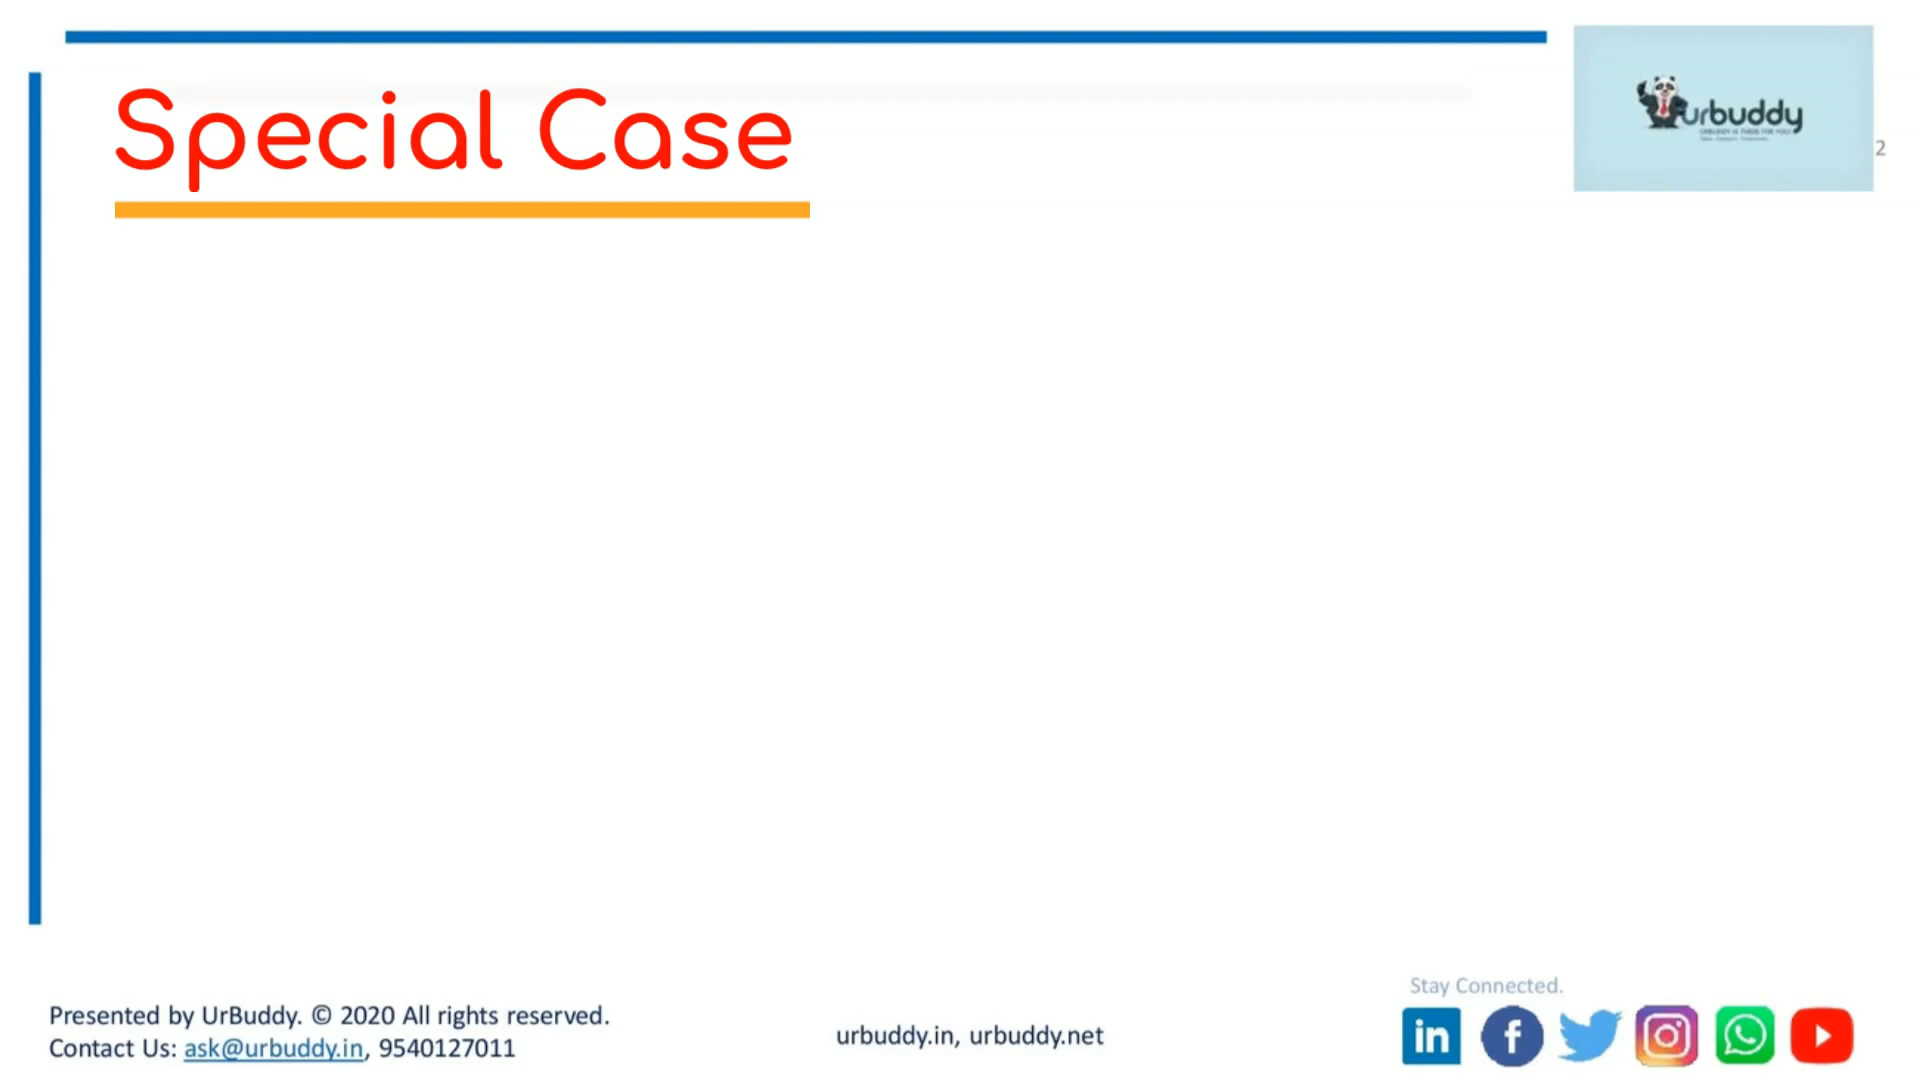 Special Case
urbuddy
2
Stay Connected.
Presented by UrBuddy. © 2020 All rights reserved.
Contact Us: ask@urbuddy.in, 9540127011
urbuddy.in, urbuddy.net